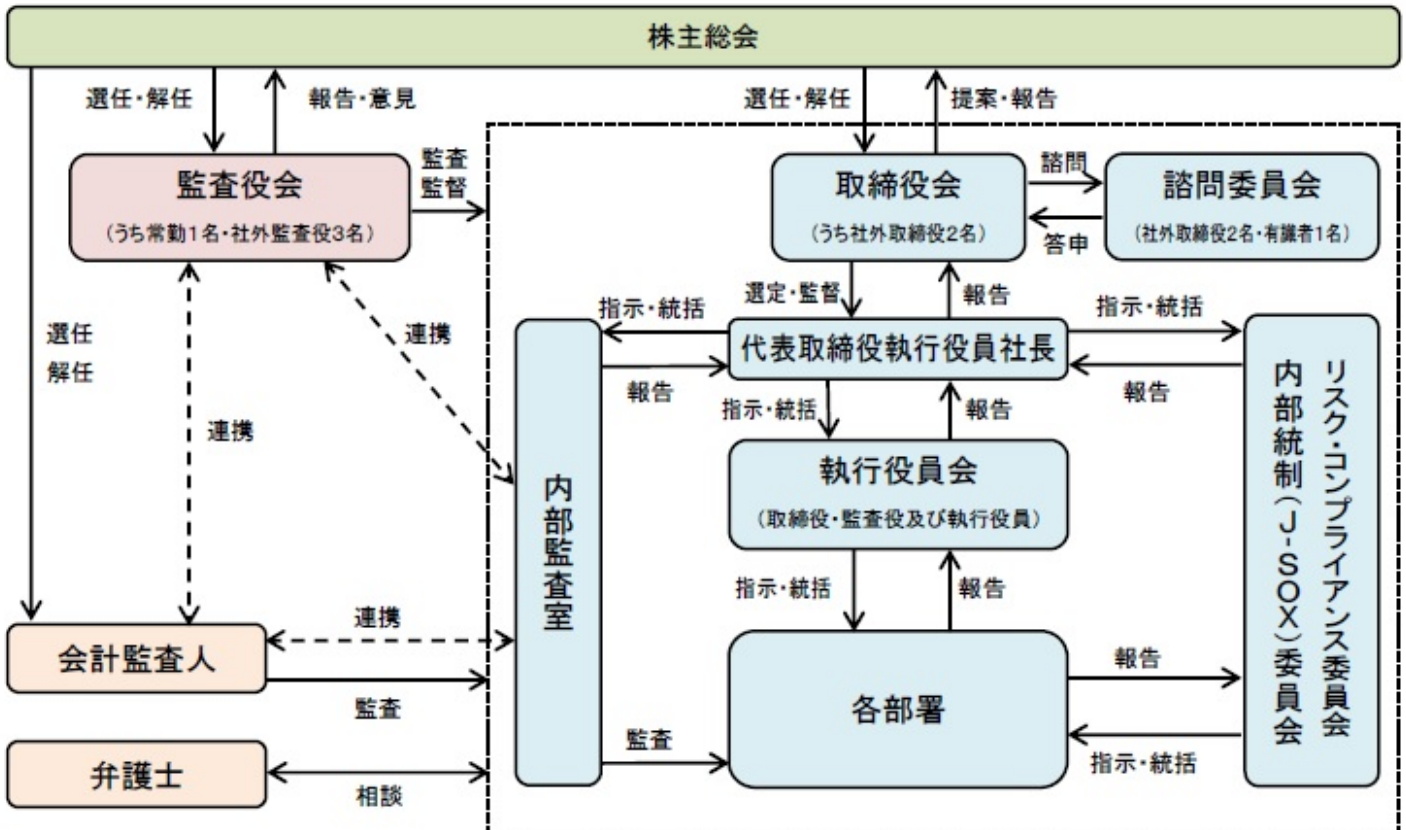 株主総会
選任・解任
報告・意見
選任・解任
提案・報告
監査役会
(うち常勤1名・社外監査役3名)
監査
監督
取締役会
(うち社外取締役2名)
諮問
答申
諮問委員会
(社外取締役2名・有識者1名)
選定・監督
報告
選任
解任
連携
連携
指示・統括
報告
代表取締役執行役員社長
指示・統括
報告
指示・統括
報告
執行役員会
(取締役・監査役及び執行役員)
内部監査室
リスク・コンプライアンス委員会
内部統制(J-SOX)委員会
指示・統括
報告
会計監査人
連携
監査
各部署
報告
指示・統括
監査
弁護士
相談